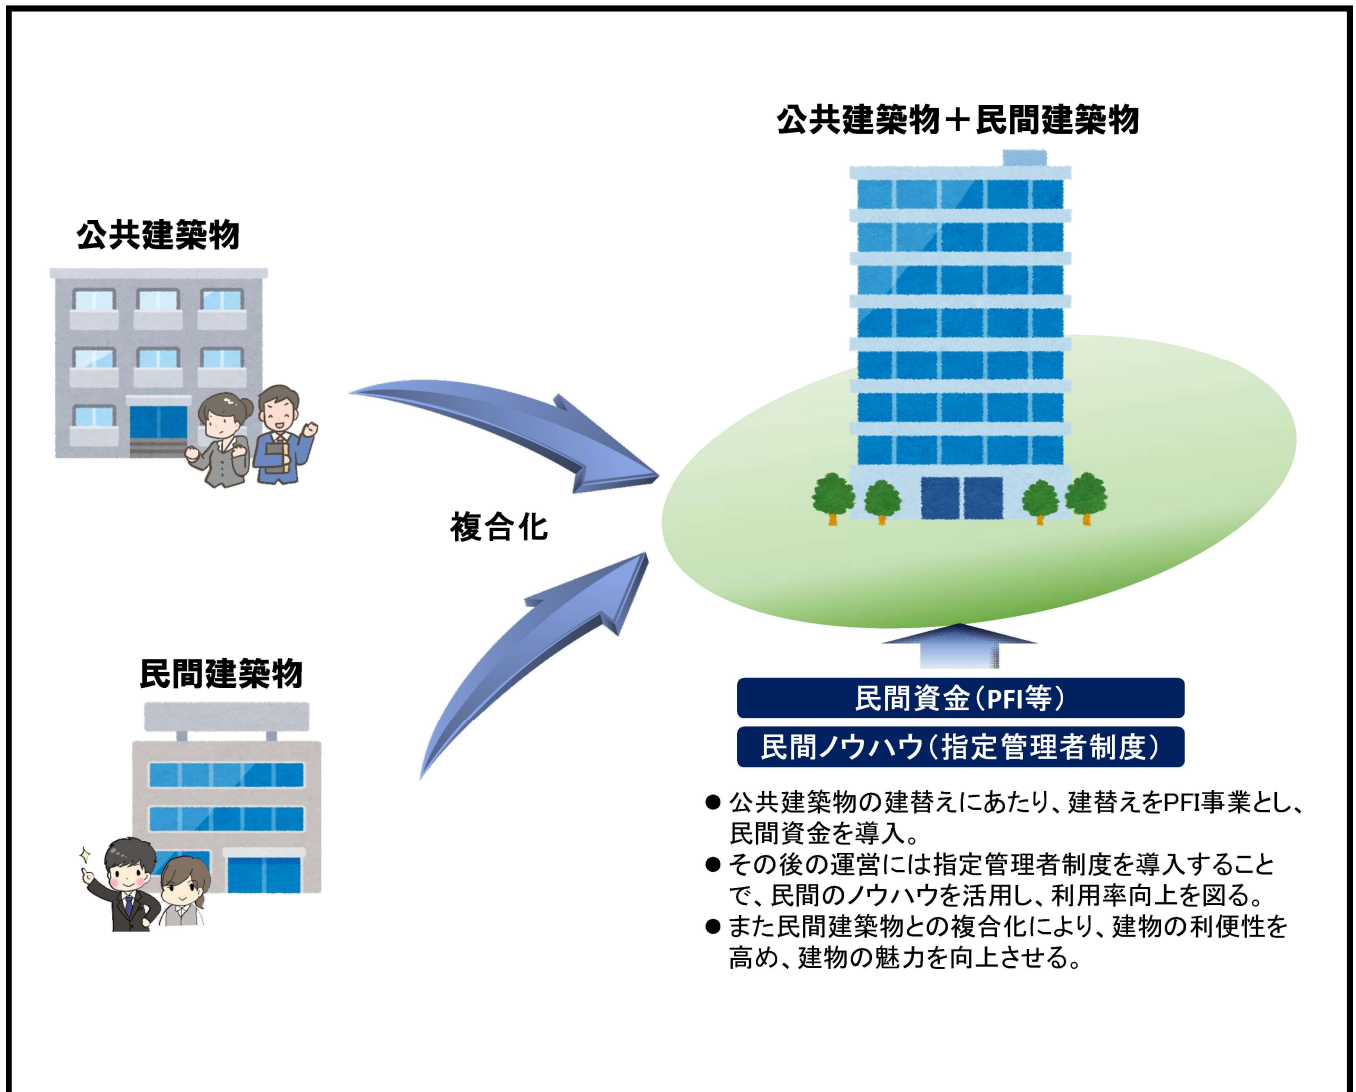 公共建築物＋民間建築物
公共建築物
複合化
民間建築物
民間資金（PFI等）
民間ノウハウ（指定管理者制度）
● 公共建築物の建替えにあたり、建替えをPFI事業とし、
民間資金を導入。
● その後の運営には指定管理者制度を導入すること
で、民間のノウハウを活用し、利用率向上を図る。
● また民間建築物との複合化により、建物の利便性を
高め、建物の魅力を向上させる。